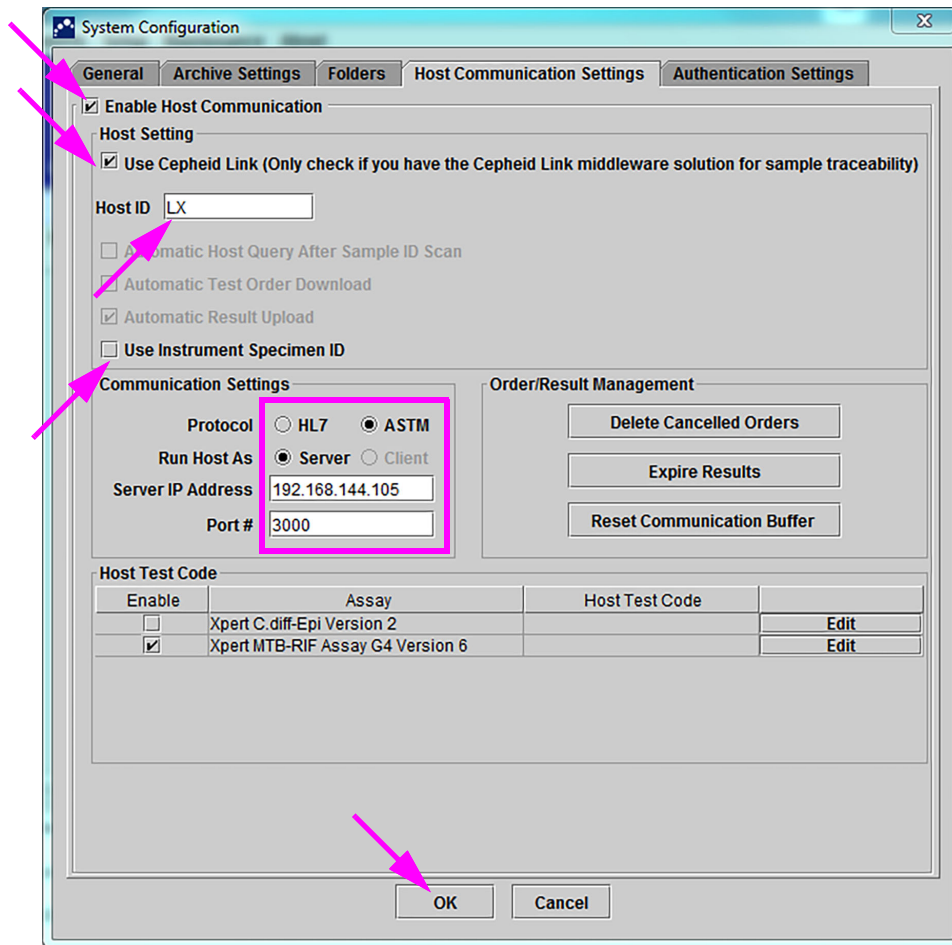 System Configuration
General Archive Settings Folders Host Communication Settings Authentication Settings
Enable Host Communication
Host Setting
Use Cepheid Link (Only check if you have the Cepheid Link middleware solution for sample traceability)
Host ID LX
Automatic Host Query After Sample ID Scan
Automatic Test Order Download
Automatic Result Upload
Use Instrument Specimen ID
Communication Settings
Protocol HL7 ASTM
Run Host As Server Client
Server IP Address 192.168.144.105
Port # 3000
Order/Result Management
Delete Cancelled Orders
Expire Results
Reset Communication Buffer
Host Test Code
Enable Assay Host Test Code
Xpert C.diff-Epi Version 2 Edit
Xpert MTB-RIF Assay G4 Version 6 Edit
OK Cancel